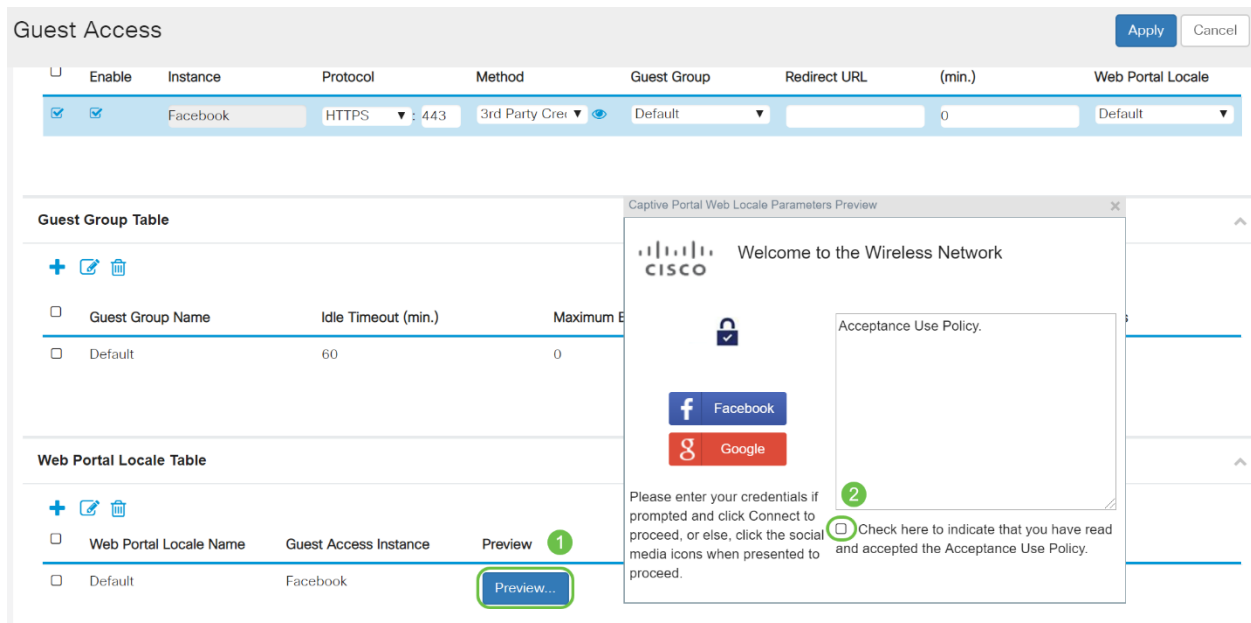 Guest Access
Apply
Cancel
Enable Instance Protocol Method Guest Group Redirect URL (min.) Web Portal Locale
Facebook HTTPS : 443 3rd Party Cre Default 0 Default
Guest Group Table
Guest Group Name Idle Timeout (min.) Maximum
Default 60 0
Web Portal Locale Table
Web Portal Locale Name Guest Access Instance Preview 1
Default Facebook Preview...
Captive Portal Web Locale Parameters Preview
CISCO
Welcome to the Wireless Network
Acceptance Use Policy.
f Facebook
g Google
Please enter your credentials if
prompted and click Connect to
proceed, or else, click the social
media icons when presented to
proceed.
2
Check here to indicate that you have read
and accepted the Acceptance Use Policy.